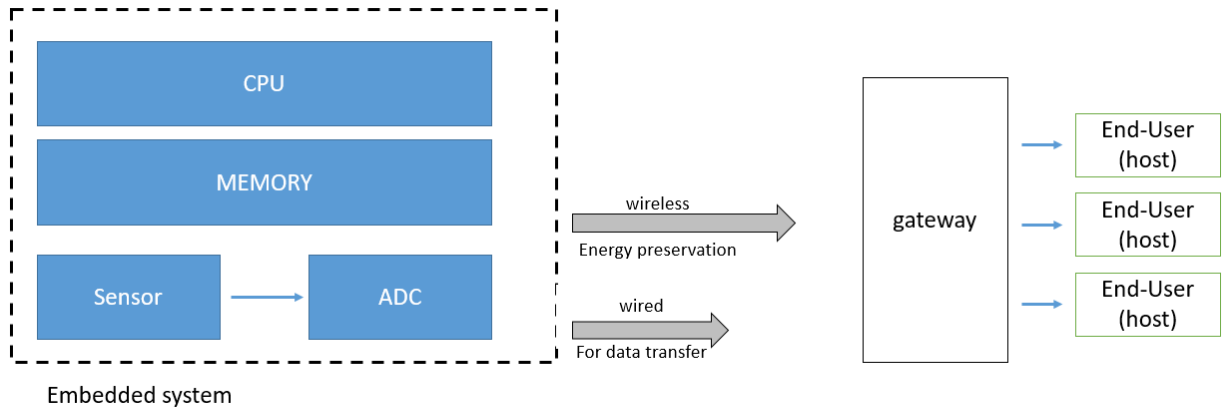 CPU
MEMORY
Sensor
ADC
Embedded system
wireless
Energy preservation
wired
For data transfer
gateway
End-User
(host)
End-User
(host)
End-User
(host)